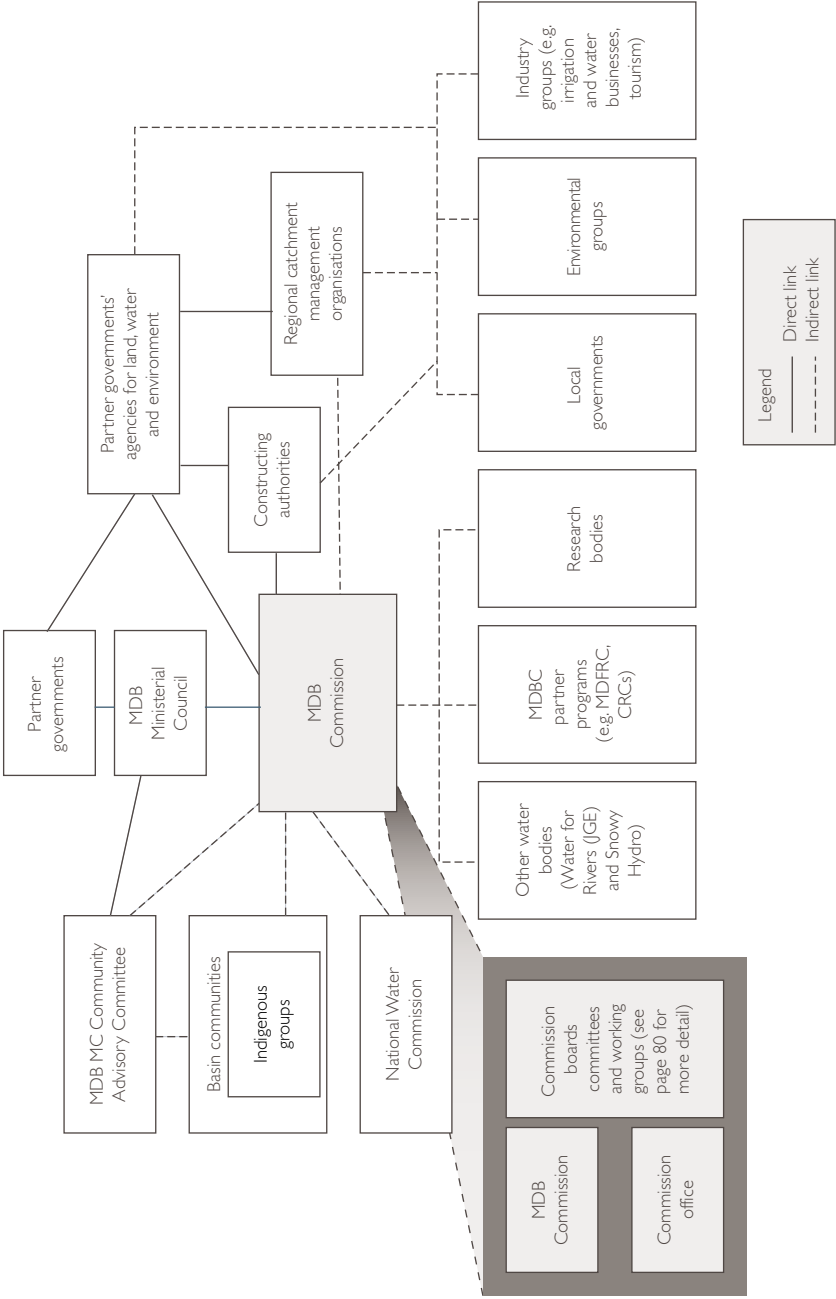 Partner
governments
MDB
Ministerial
Council
MDB MC Community
Advisory Committee
Basin communities
Indigenous
groups
National Water
Commission
MDB
Commission
Partner governments'
agencies for land, water
and environment
Constructing
authorities
Regional catchment
management
organisations
Other water
bodies
(Water for
Rivers (JGE)
and Snowy
Hydro)
MDBC
partner
programs
(e.g. MDFRC,
CRCs)
Research
bodies
Local
governments
Environmental
groups
Industry
groups (e.g.
irrigation
and water
businesses,
tourism)
MDB
Commission
Commission
office
Commission
boards
committees
and working
groups (see
page 80 for
more detail)
Legend
Direct link
Indirect link